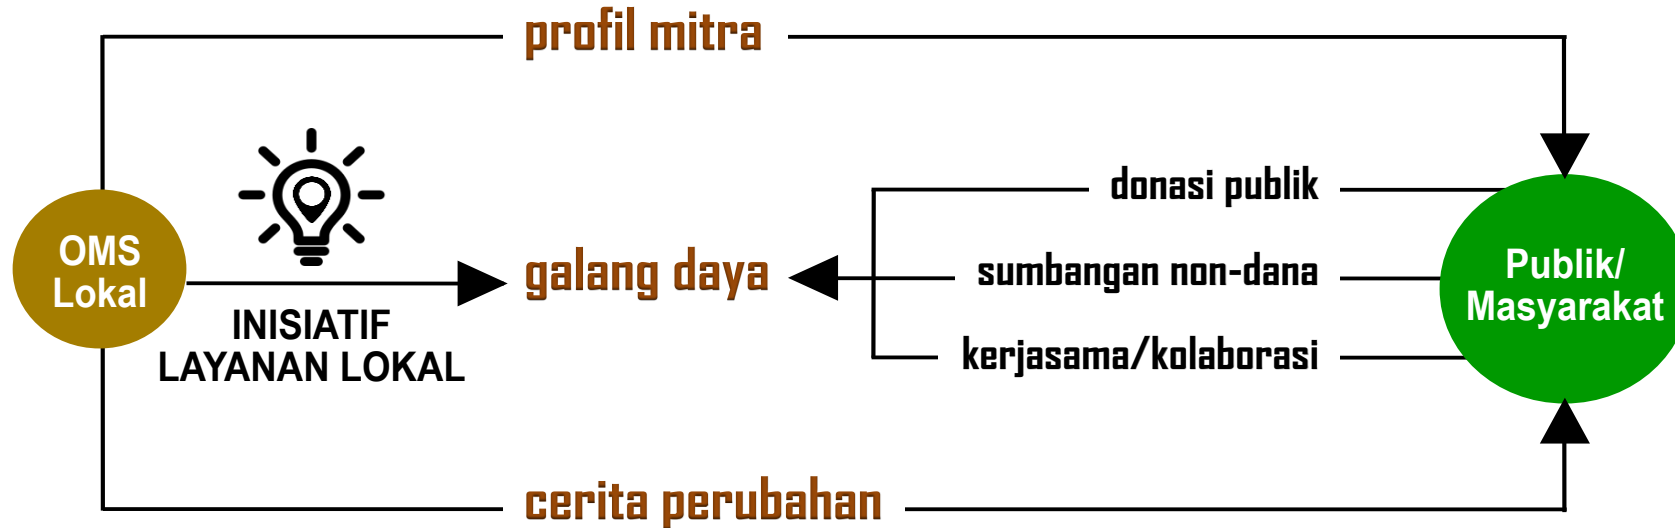 profil mitra
donasi publik
OMS
Lokal
galang daya
sumbangan non-dana
Publik/
Masyarakat
INISIATIF
LAYANAN LOKAL
kerjasama/kolaborasi
cerita perubahan